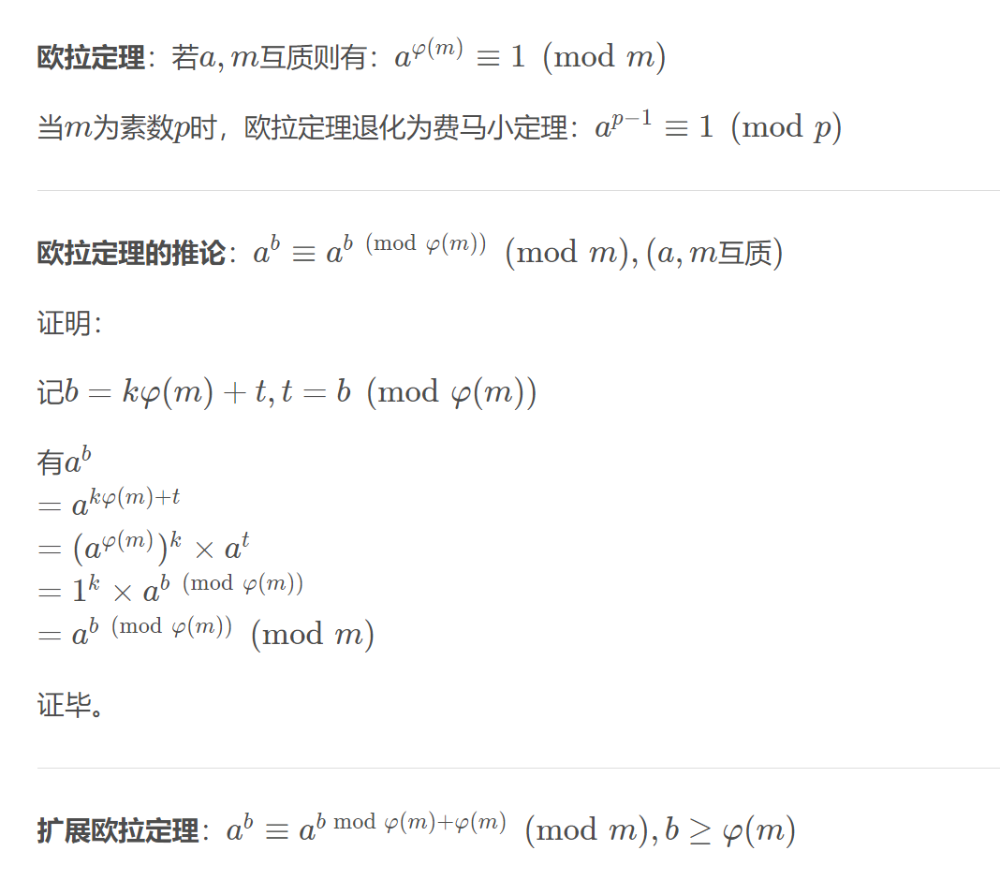 欧拉定理：若$a, m$互质则有：$a^{\varphi(m)} \equiv 1 \pmod m$
当$m$为素数$p$时，欧拉定理退化为费马小定理：$a^{p-1} \equiv 1 \pmod p$
欧拉定理的推论：$a^b \equiv a^{b \pmod{\varphi(m)}} \pmod m, (a, m互质)$
证明：
记$b = k\varphi(m) + t, t = b \pmod{\varphi(m)}$
有$a^b$
$= a^{k\varphi(m)+t}$
$= (a^{\varphi(m)})^k \times a^t$
$= 1^k \times a^{b \pmod{\varphi(m)}}$
$= a^{b \pmod{\varphi(m)}} \pmod m$
证毕。
扩展欧拉定理：$a^b \equiv a^{b \bmod \varphi(m)+\varphi(m)} \pmod m, b \geq \varphi(m)$